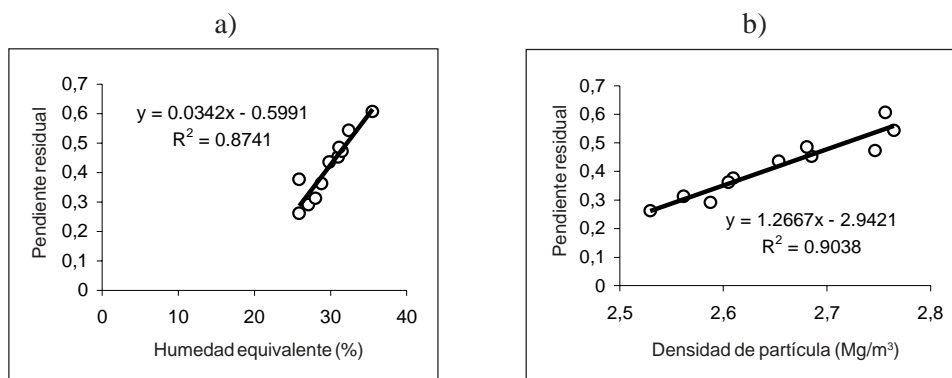 a)
0,7
0,6
0,5
0,4
0,3
0,2
0,1
0
y = 0.0342x - 0.5991
R² = 0.8741
Pendiente residual
0 10 20 30 40
Humedad equivalente (%)
b)
0,7
0,6
0,5
0,4
0,3
0,2
0,1
0
y = 1.2667x - 2.9421
R² = 0.9038
Pendiente residual
2,5 2,6 2,7 2,8
Densidad de partícula (Mg/m³)